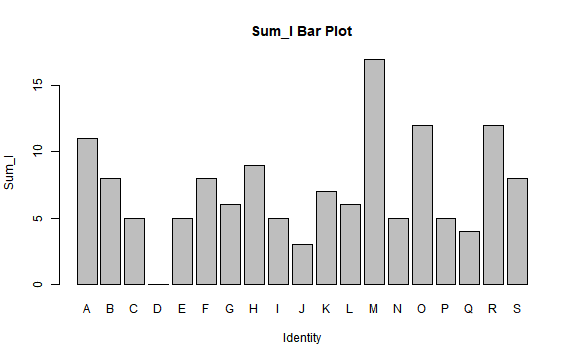 Sum_I Bar Plot
Sum_I
15
10
5
0
A B C D E F G H I J K L M N O P Q R S
Identity